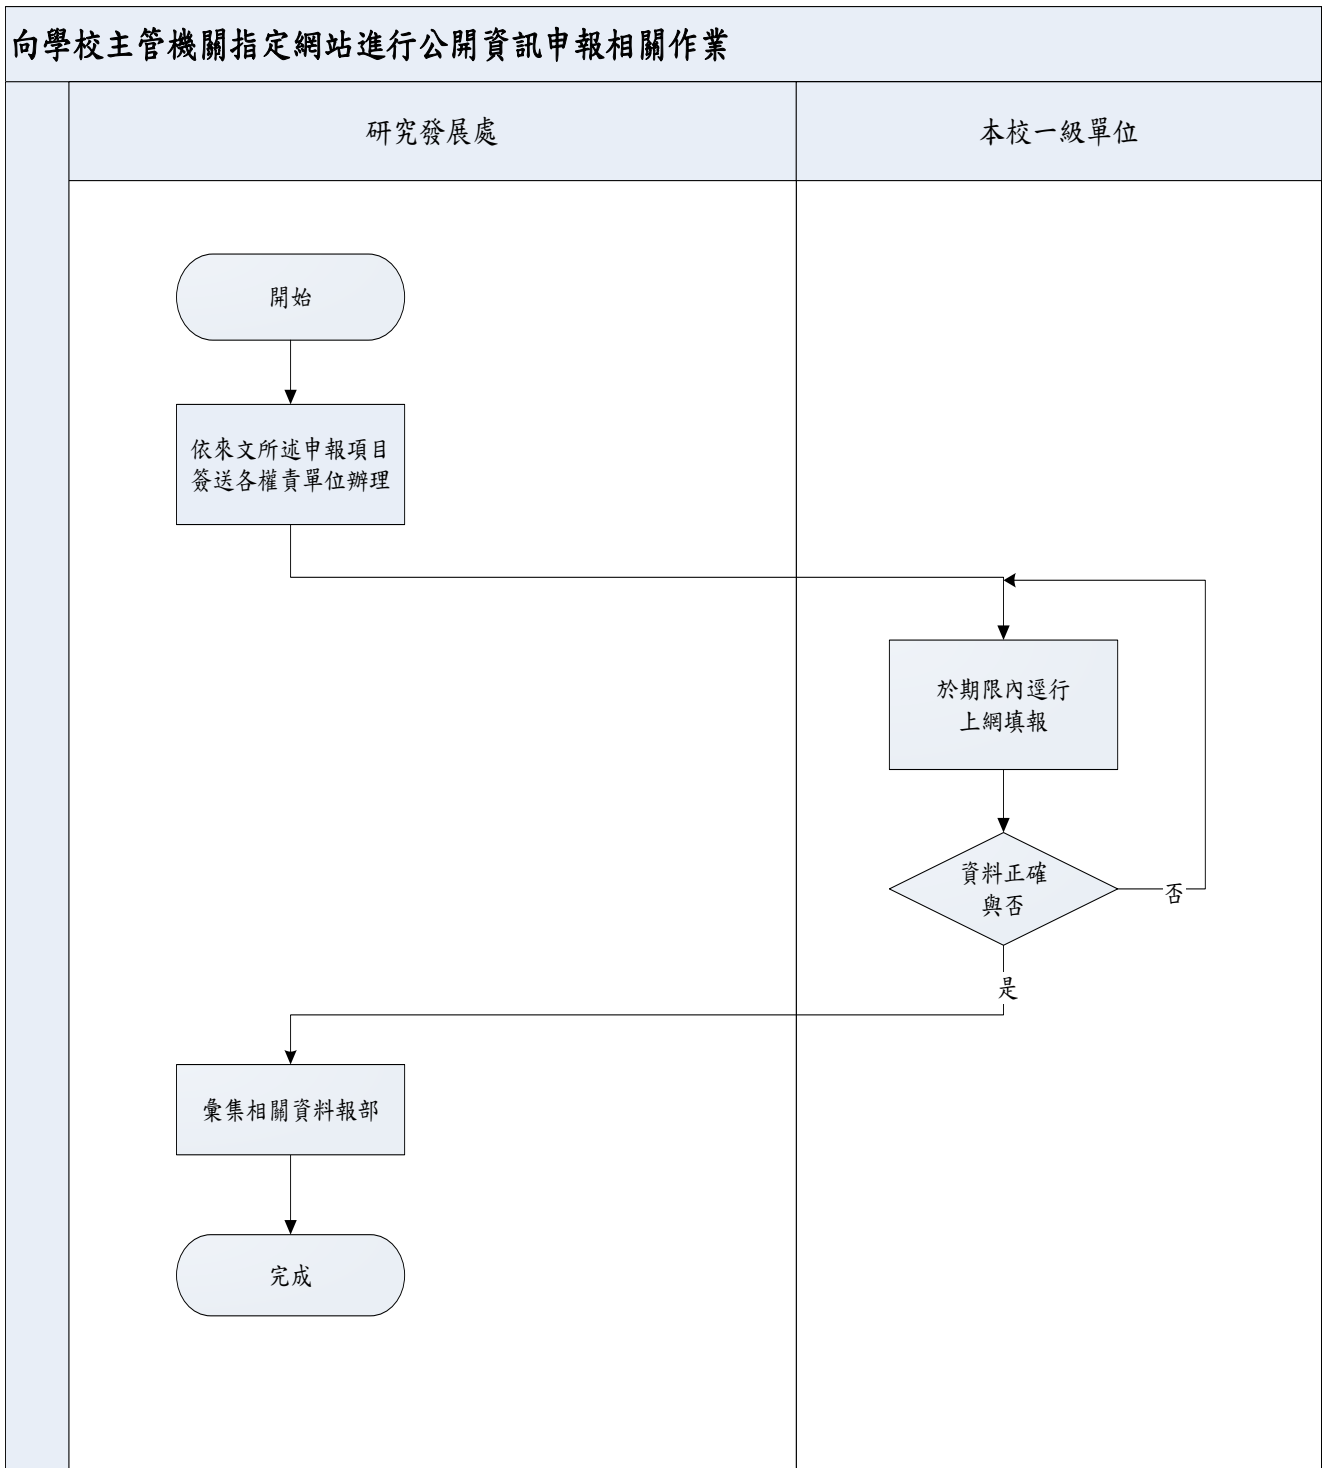 向學校主管機關指定網站進行公開資訊申報相關作業
研究發展處
本校一級單位
開始
依來文所述申報項目
簽送各權責單位辦理
於期限內逕行
上網填報
資料正確
與否
否
是
彙集相關資料報部
完成